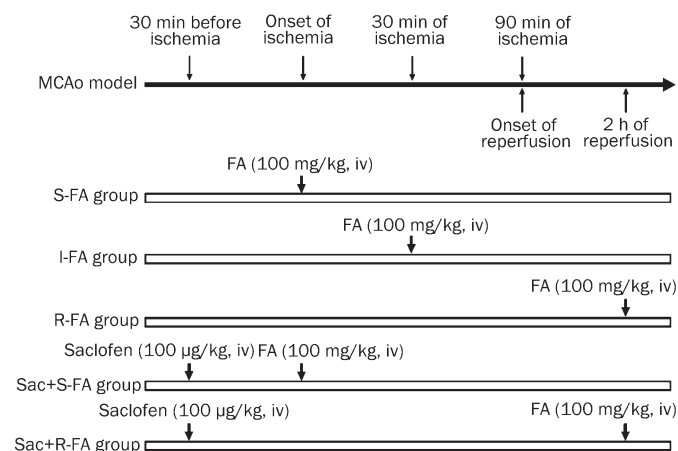 30 min before
ischemia
Onset of
ischemia
30 min of
ischemia
90 min of
ischemia
MCAo model
Onset of
reperfusion
2 h of
reperfusion
FA (100 mg/kg, iv)
S-FA group
FA (100 mg/kg, iv)
I-FA group
FA (100 mg/kg, iv)
R-FA group
Saclofen (100 μg/kg, iv) FA (100 mg/kg, iv)
Sac+S-FA group
Saclofen (100 μg/kg, iv)
FA (100 mg/kg, iv)
Sac+R-FA group